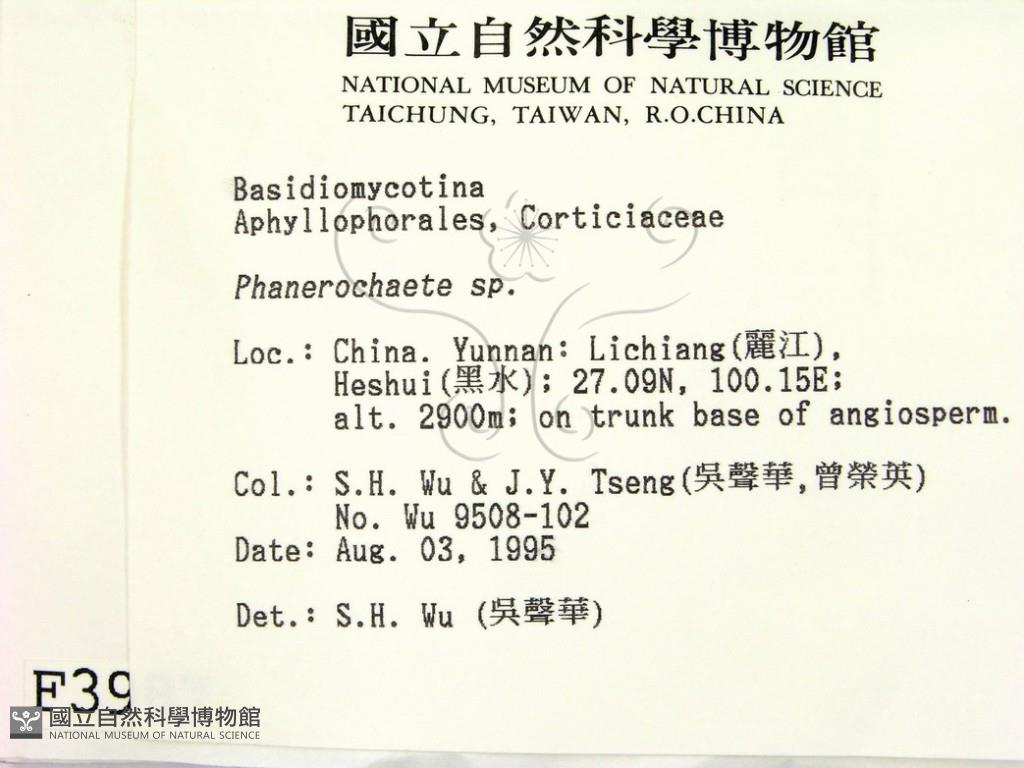 國立自然科學博物館
NATIONAL MUSEUM OF NATURAL SCIENCE
TAICHUNG, TAIWAN, R.O.CHINA
Basidiomycotina
Aphyllophorales, Corticiaceae
Phanerochaete sp.
Loc.: China. Yunnan: Lichiang(麗江),
Heshui(黑水); 27.09N, 100.15E;
alt. 2900m; on trunk base of angiosperm.
Col.: S.H. Wu & J.Y. Tseng(吳聲華,曾榮英)
No. Wu 9508-102
Date: Aug. 03, 1995
Det.: S.H. Wu (吳聲華)
F39
國立自然科學博物館
NATIONAL MUSEUM OF NATURAL SCIENCE